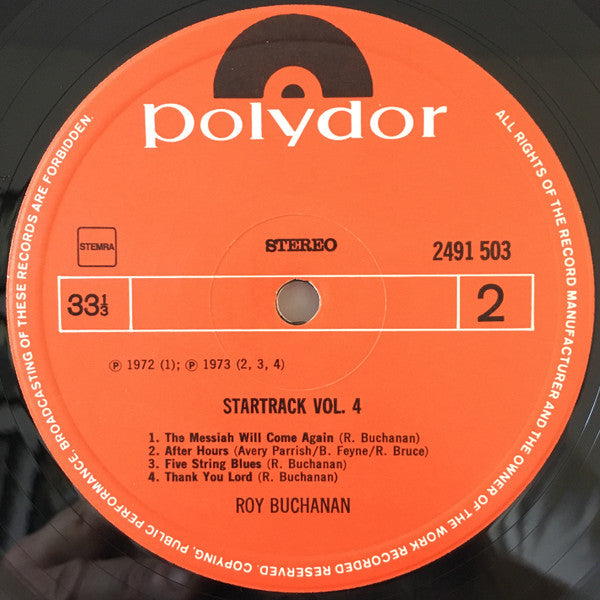 polydor
STEMRA
STEREO
2491 503
33⅓
2
Ⓟ 1972 (1); Ⓟ 1973 (2, 3, 4)
STARTRACK VOL. 4
1. The Messiah Will Come Again (R. Buchanan)
2. After Hours (Avery Parrish/B. Feyne/R. Bruce)
3. Five String Blues (R. Buchanan)
4. Thank You Lord (R. Buchanan)
ROY BUCHANAN
ALL RIGHTS OF THE RECORD MANUFACTURER AND THE OWNER OF THE WORK RECORDED RESERVED. COPYING, PUBLIC PERFORMANCE, BROADCASTING OF THESE RECORDS ARE FORBIDDEN.